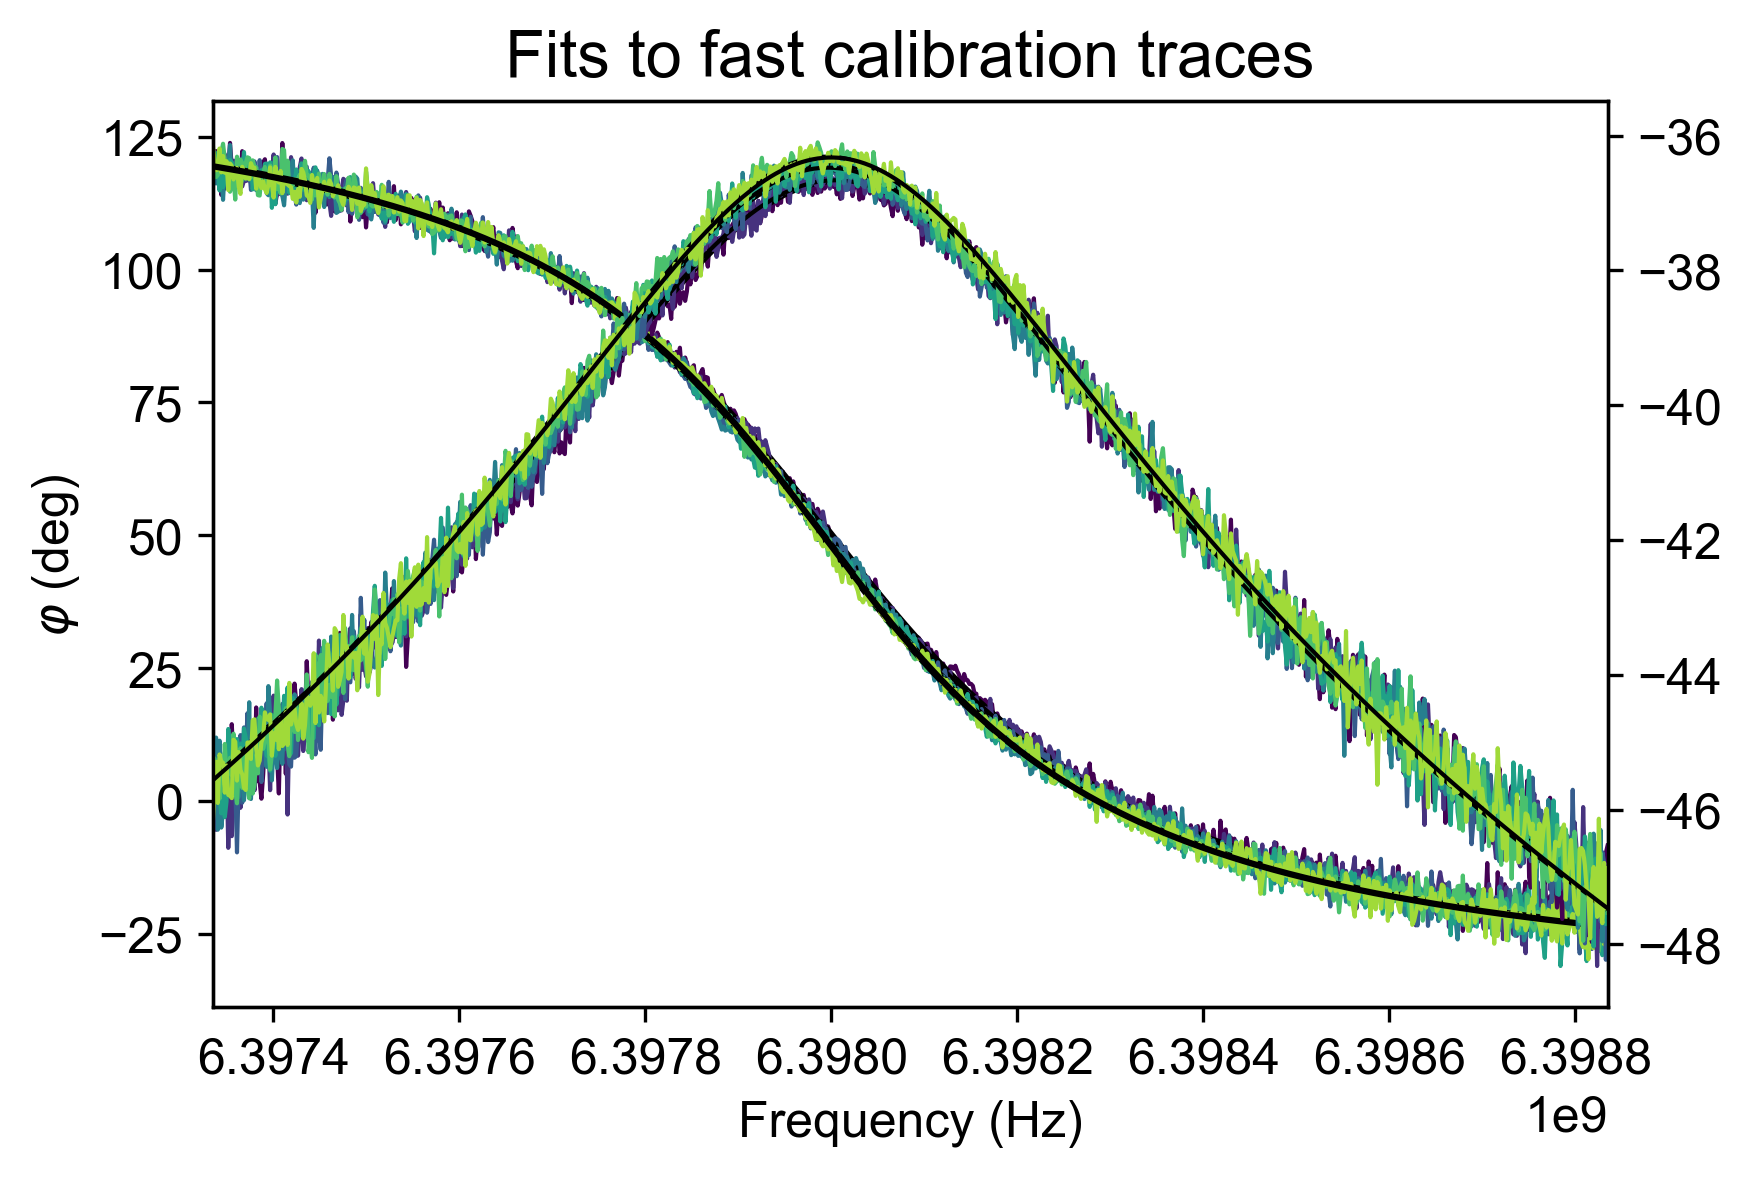 Fits to fast calibration traces
125
100
75
50
25
0
−25
φ (deg)
−36
−38
−40
−42
−44
−46
−48
6.3974 6.3976 6.3978 6.3980 6.3982 6.3984 6.3986 6.3988
1e9
Frequency (Hz)